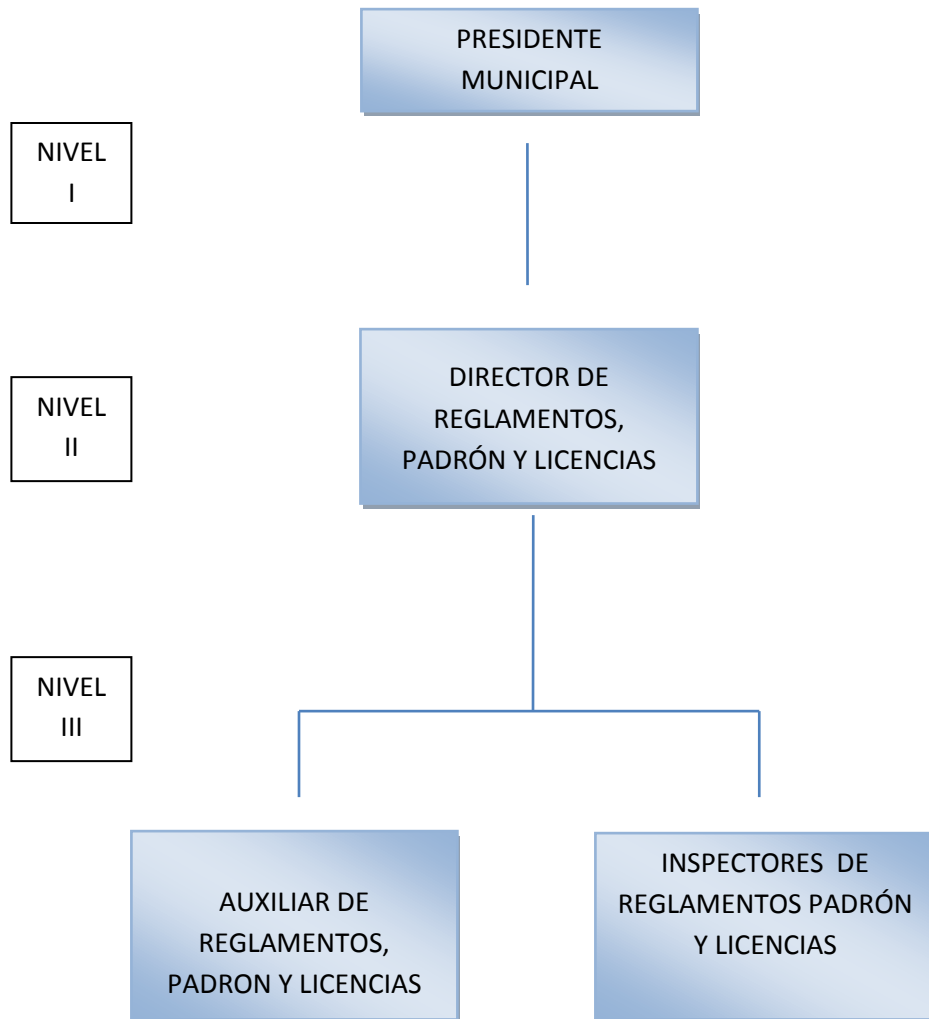 PRESIDENTE
MUNICIPAL
NIVEL
I
DIRECTOR DE
REGLAMENTOS,
PADRÓN Y LICENCIAS
NIVEL
II
NIVEL
III
AUXILIAR DE
REGLAMENTOS,
PADRON Y LICENCIAS
INSPECTORES DE
REGLAMENTOS PADRÓN
Y LICENCIAS